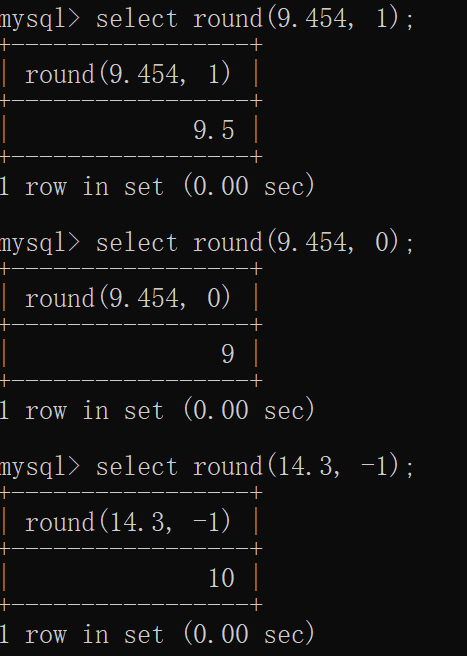 mysql> select round(9.454, 1);
+------------------+
| round(9.454, 1) |
+------------------+
|             9.5 |
+------------------+
1 row in set (0.00 sec)
mysql> select round(9.454, 0);
+------------------+
| round(9.454, 0) |
+------------------+
|               9 |
+------------------+
1 row in set (0.00 sec)
mysql> select round(14.3, -1);
+------------------+
| round(14.3, -1) |
+------------------+
|              10 |
+------------------+
1 row in set (0.00 sec)